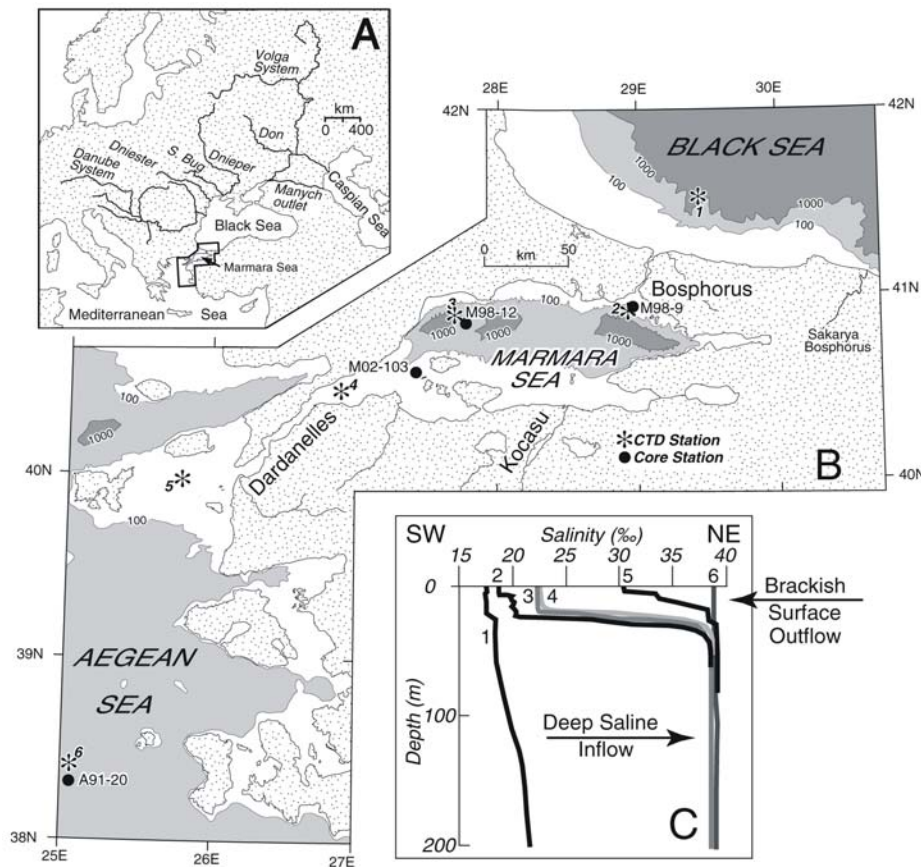 A
Volga
System
km
0 400
Don
Dniester
S. Bug
Dnieper
Danube
System
Manych
outlet
Caspian Sea
Black Sea
Marmara Sea
Mediterranean Sea
28E
29E
30E
42N
42N
BLACK SEA
1000
100
1000
100
1
0 50
km
Bosphorus
41N
41N
100
3
M98-12
2
M98-9
1000
1000
1000
Sakarya
Bosphorus
MARMARA
SEA
M02-103
4
100
1000
Dardanelles
Kocasu
CTD Station
Core Station
B
40N
40N
5
100
39N
AEGEAN
SEA
6
A91-20
38N
25E
26E
27E
SW
Salinity (‰)
NE
15 20 25 30 35 40
0
2
3
4
5
6
1
Brackish
Surface
Outflow
Depth (m)
100
Deep Saline
Inflow
200
C